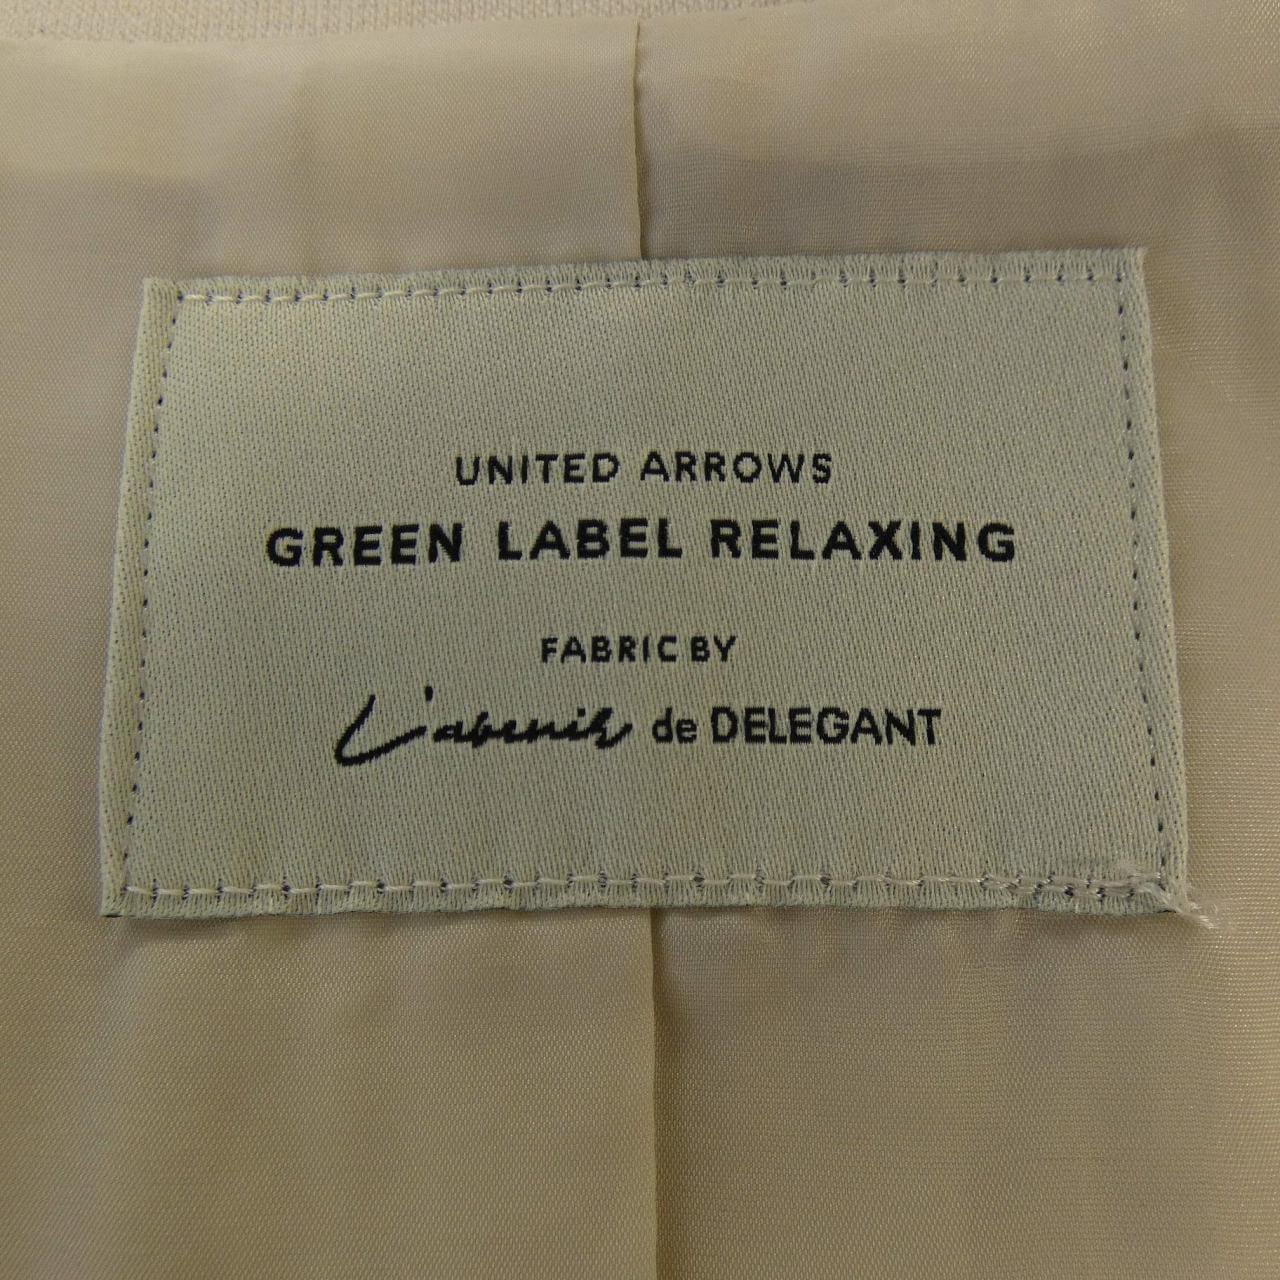 UNITED ARROWS
GREEN LABEL RELAXING
FABRIC BY
de DELEGANT